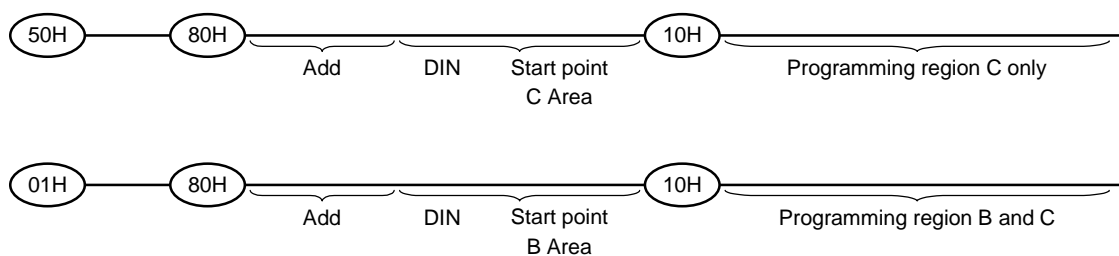 50H 80H 10H
Add DIN Start point Programming region C only
C Area
01H 80H 10H
Add DIN Start point Programming region B and C
B Area